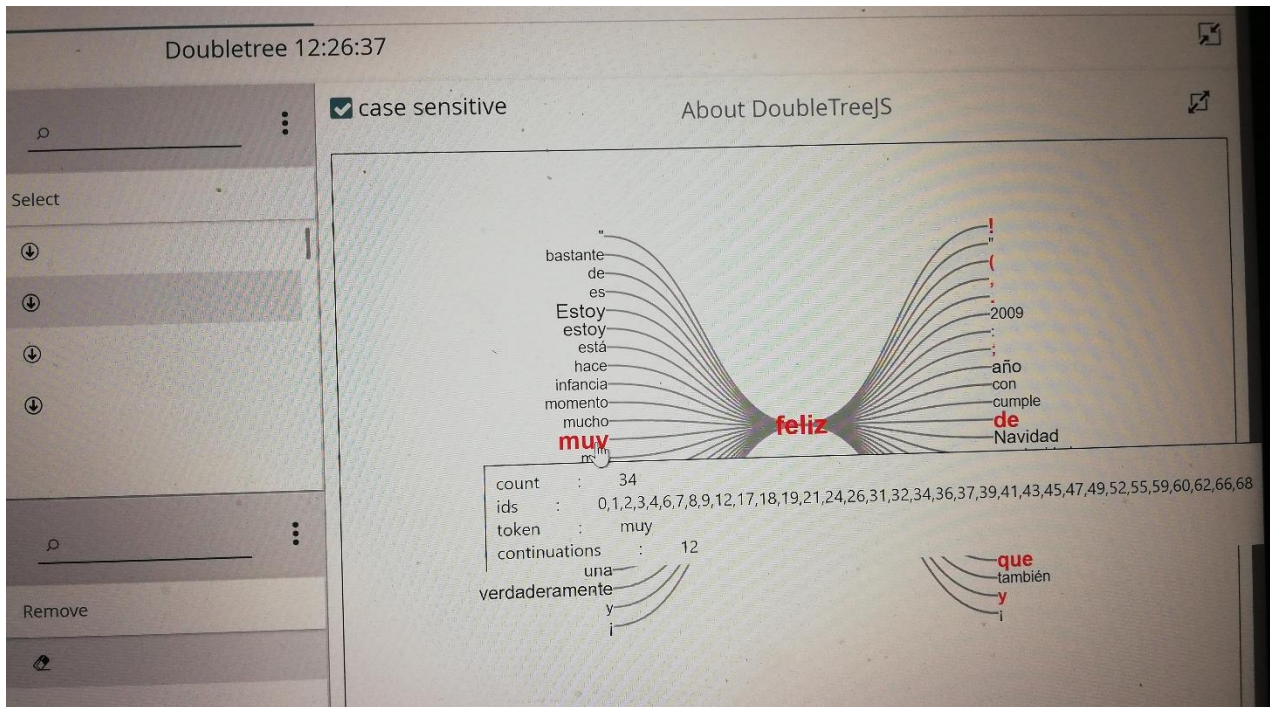 Doubletree 12:26:37
case sensitive
About DoubleTreeJS
Select
"
bastante
de
es
Estoy
estoy
está
hace
infancia
momento
mucho
muy
feliz
!
"
(
,
.
2009
:
;
año
con
cumple
de
Navidad
count : 34
ids : 0,1,2,3,4,6,7,8,9,12,17,18,19,21,24,26,31,32,34,36,37,39,41,43,45,47,49,52,55,59,60,62,66,68
token : muy
continuations : 12
una
verdaderamente
y
¡
que
también
y
¡
Remove